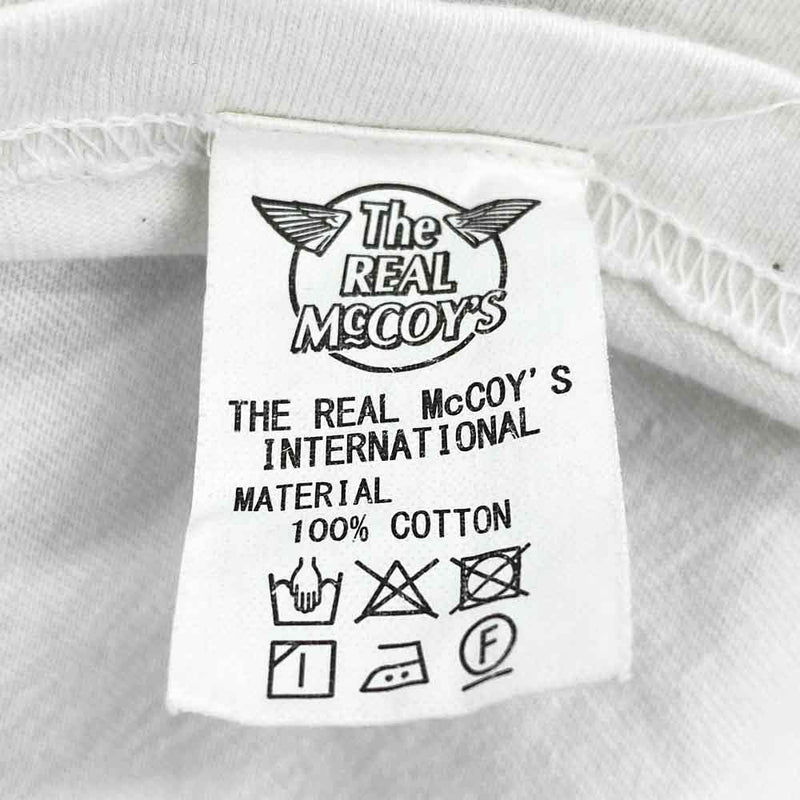 The
REAL
McCOY'S
THE REAL McCOY'S
INTERNATIONAL
MATERIAL
100% COTTON
F